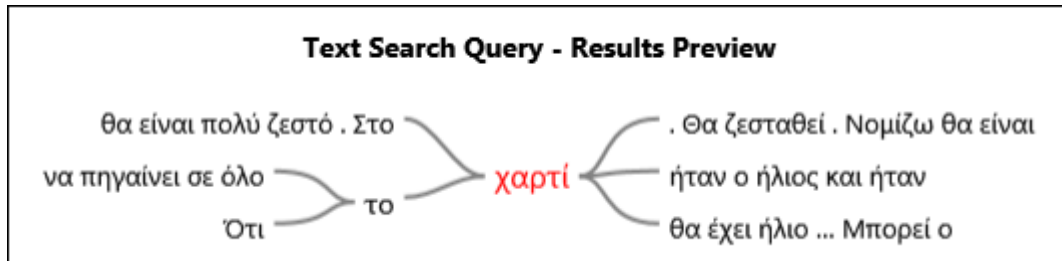 Text Search Query - Results Preview
θα είναι πολύ ζεστό . Στο
να πηγαίνει σε όλο
Ότι
το
χαρτί
. Θα ζεσταθεί . Νομίζω θα είναι
ήταν ο ήλιος και ήταν
θα έχει ήλιο ... Μπορεί ο